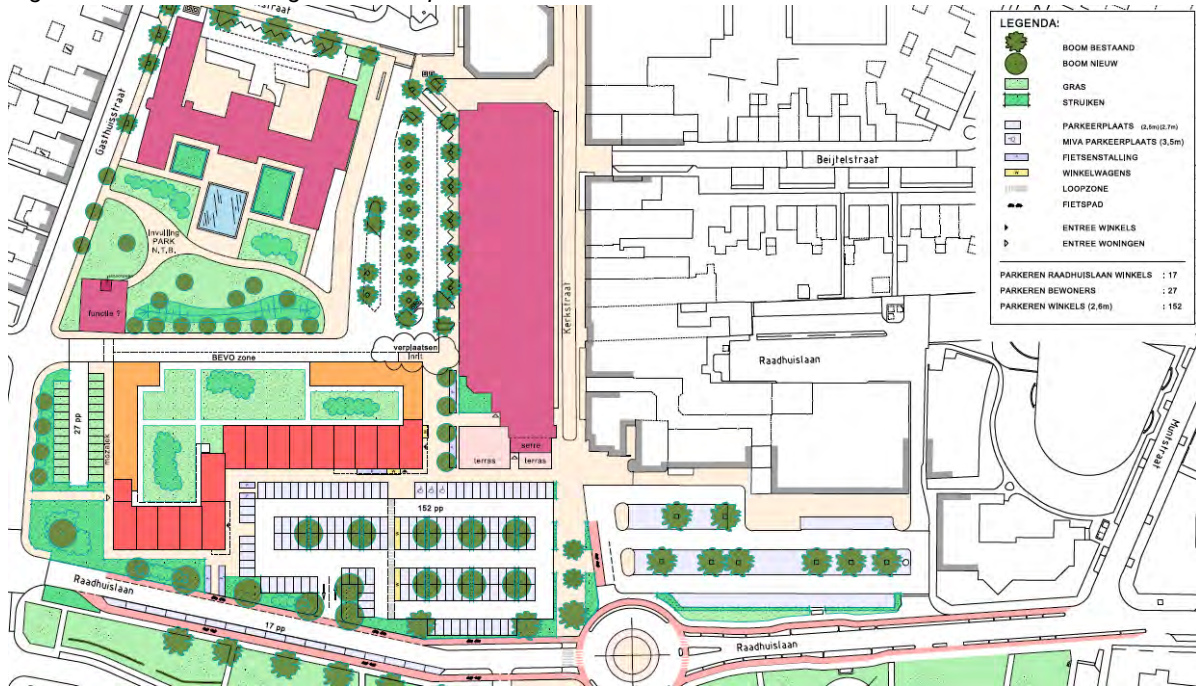 LEGENDA:
BOOM BESTAAND
BOOM NIEUW
GRAS
STRUIKEN
PARKEERPLAATS (2,5m)(2,7m)
MIVA PARKEERPLAATS (3,5m)
FIETSENSTALLING
WINKELWAGENS
LOOPZONE
FIETSPAD
ENTREE WINKELS
ENTREE WONINGEN
PARKEREN RAADHUISLAAN WINKELS : 17
PARKEREN BEWONERS : 27
PARKEREN WINKELS (2,6m) : 152
Gasthuisstraat
Beijtelstraat
Invulling
PARK
N.T.B.
functie ?
Kerkstraat
verplaatsen
Inrit
BEVO zone
Raadhuislaan
Muntstraat
27 pp
mozaïek
serre
terras
terras
152 pp
Raadhuislaan
17 pp
Raadhuislaan